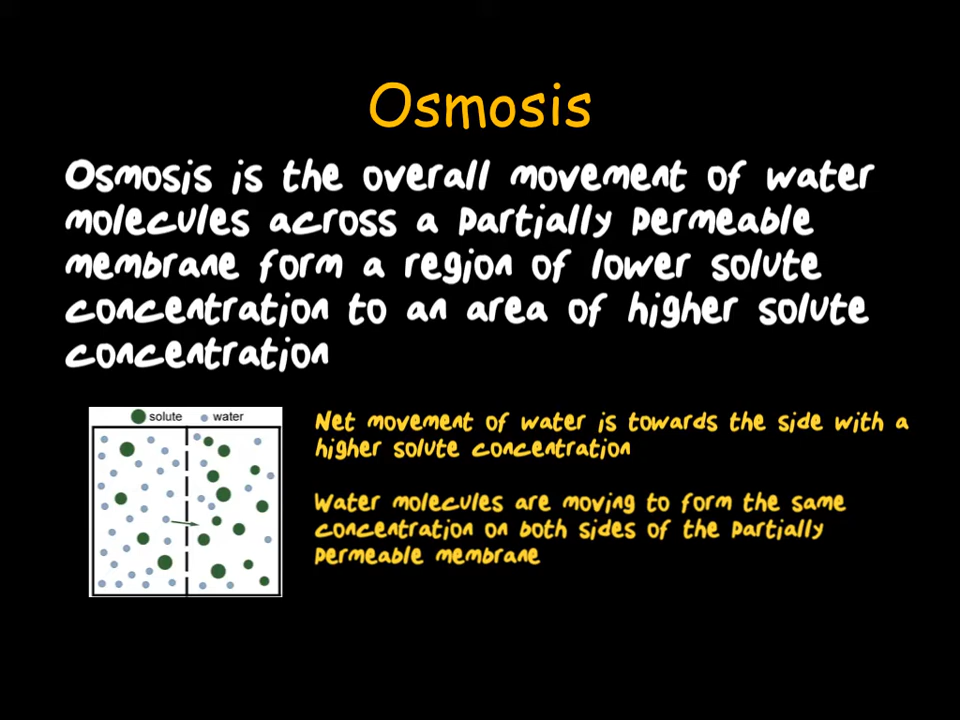 Osmosis
Osmosis is the overall movement of water
molecules across a partially permeable
membrane form a region of lower solute
concentration to an area of higher solute
concentration
solute water
Net movement of water is towards the side with a
higher solute concentration
Water molecules are moving to form the same
concentration on both sides of the partially
permeable membrane